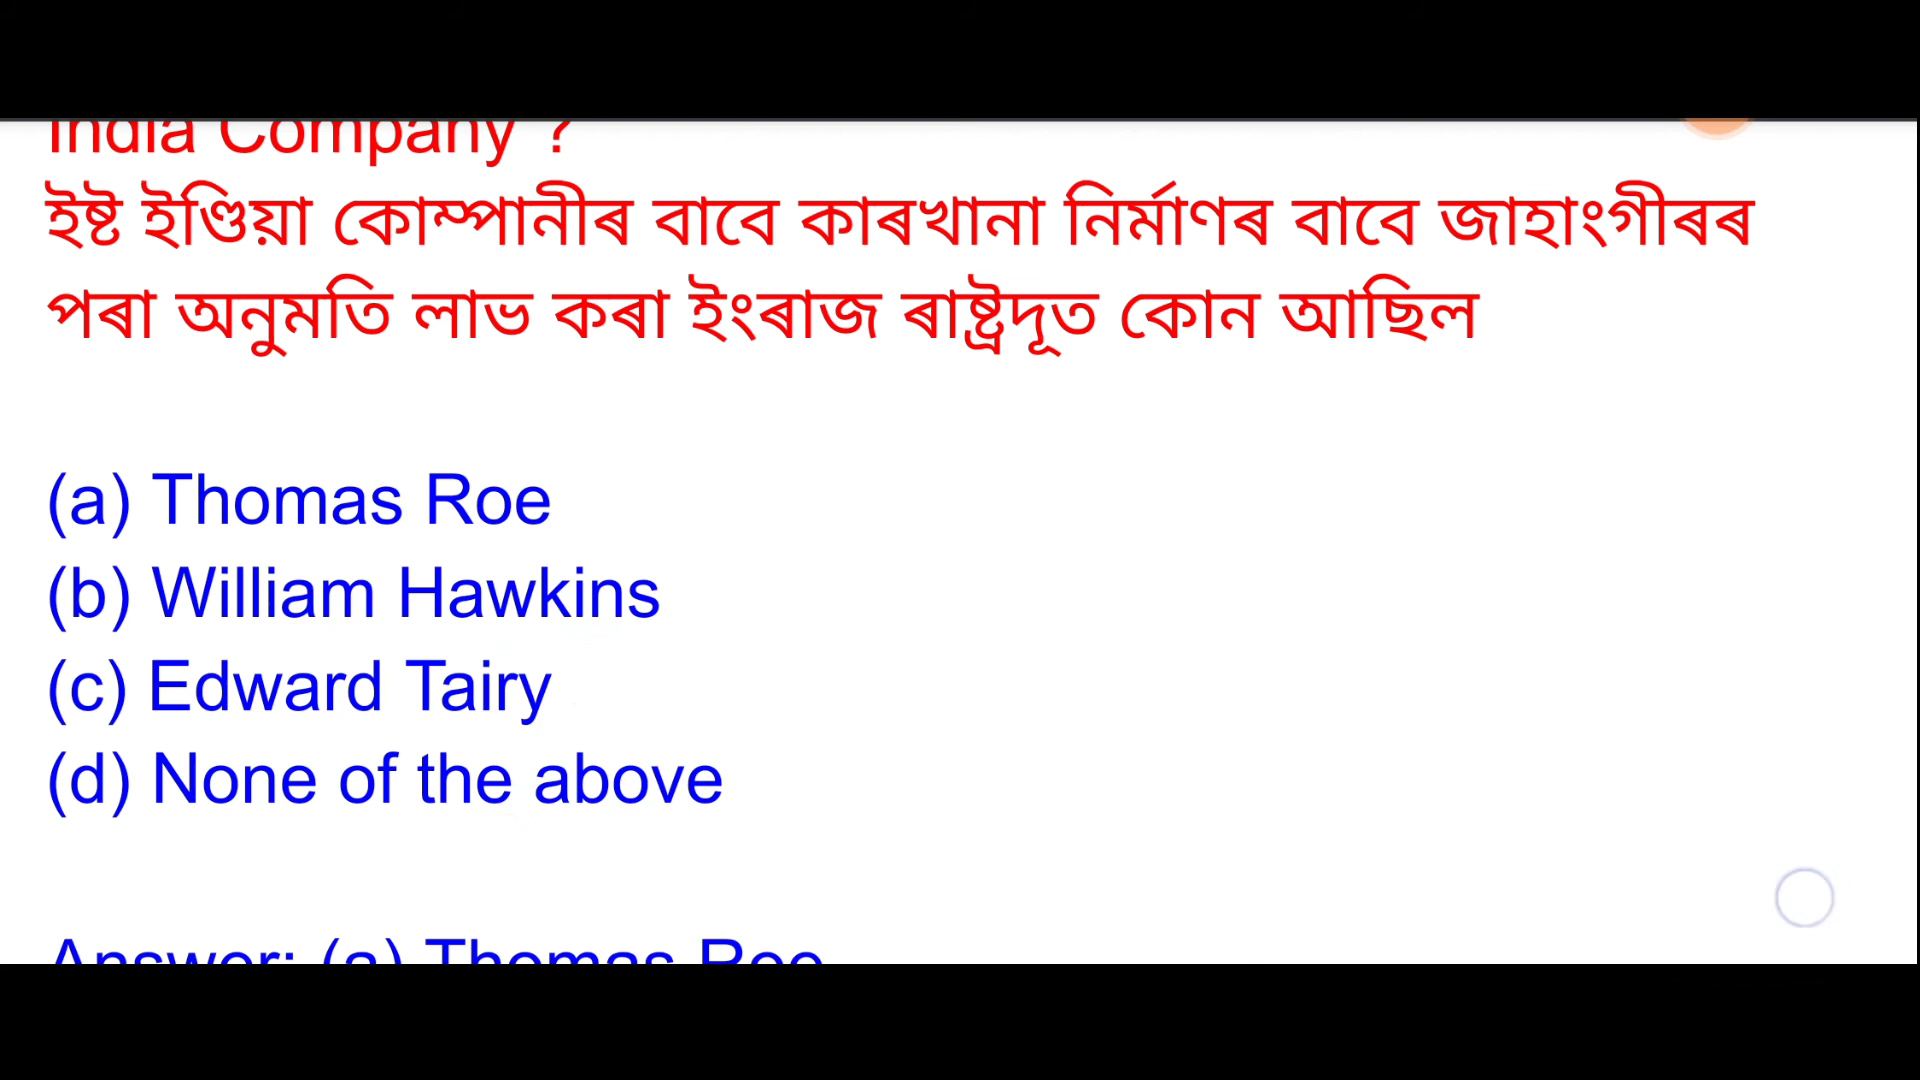 India Company ?
ইষ্ট ইণ্ডিয়া কোম্পানীৰ বাবে কাৰখানা নিৰ্মাণৰ বাবে জাহাংগীৰৰ
পৰা অনুমতি লাভ কৰা ইংৰাজ ৰাষ্ট্ৰদূত কোন আছিল
(a) Thomas Roe
(b) William Hawkins
(c) Edward Tairy
(d) None of the above
Answer: (a) Thomas Roe